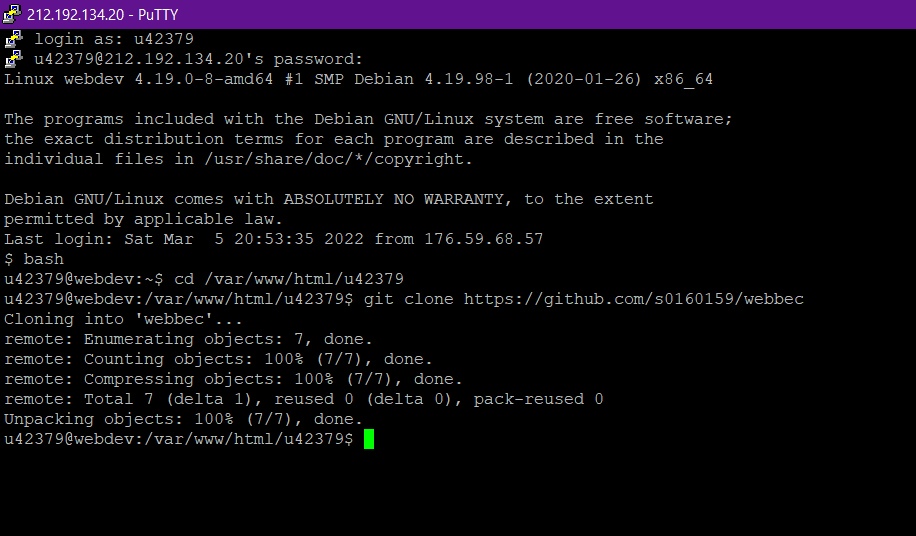 212.192.134.20 - PuTTY
login as: u42379
u42379@212.192.134.20's password:
Linux webdev 4.19.0-8-amd64 #1 SMP Debian 4.19.98-1 (2020-01-26) x86_64
The programs included with the Debian GNU/Linux system are free software;
the exact distribution terms for each program are described in the
individual files in /usr/share/doc/*/copyright.
Debian GNU/Linux comes with ABSOLUTELY NO WARRANTY, to the extent
permitted by applicable law.
Last login: Sat Mar  5 20:53:35 2022 from 176.59.68.57
$ bash
u42379@webdev:~$ cd /var/www/html/u42379
u42379@webdev:/var/www/html/u42379$ git clone https://github.com/s0160159/webbec
Cloning into 'webbec'...
remote: Enumerating objects: 7, done.
remote: Counting objects: 100% (7/7), done.
remote: Compressing objects: 100% (7/7), done.
remote: Total 7 (delta 1), reused 0 (delta 0), pack-reused 0
Unpacking objects: 100% (7/7), done.
u42379@webdev:/var/www/html/u42379$